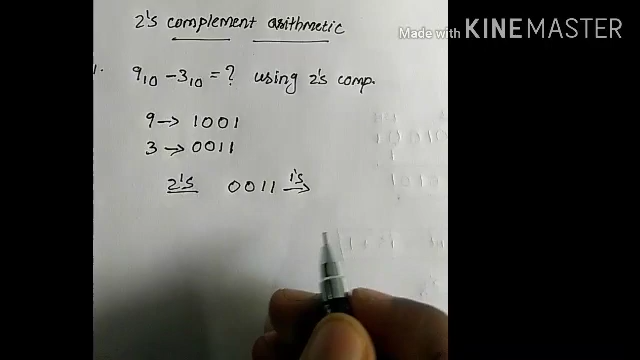 2's complement arithmetic
Made with KINEMASTER
1. 9₁₀ - 3₁₀ = ? using 2's comp.
9 → 1001
3 → 0011
2's 0011 1's →